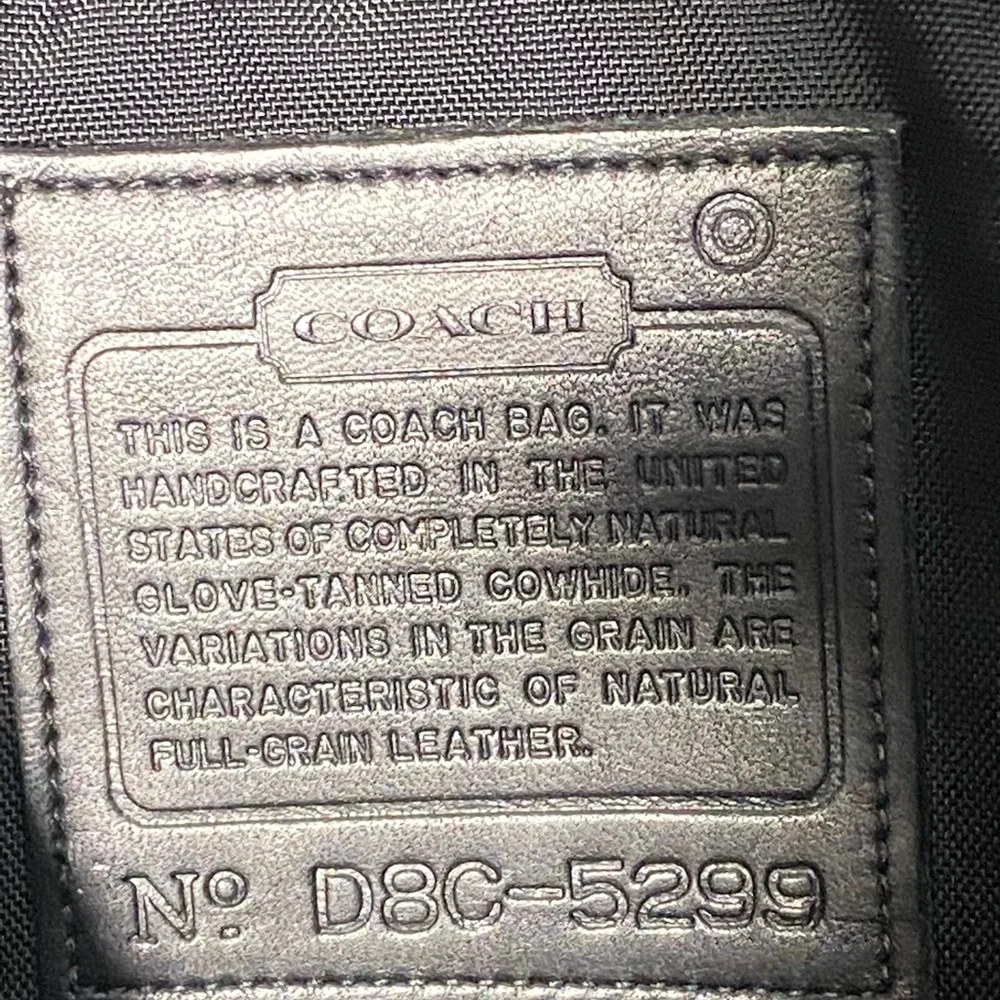 COACH
THIS IS A COACH BAG. IT WAS
HANDCRAFTED IN THE UNITED
STATES OF COMPLETELY NATURAL
GLOVE-TANNED COWHIDE. THE
VARIATIONS IN THE GRAIN ARE
CHARACTERISTIC OF NATURAL
FULL-GRAIN LEATHER.
Nº D8C-5299